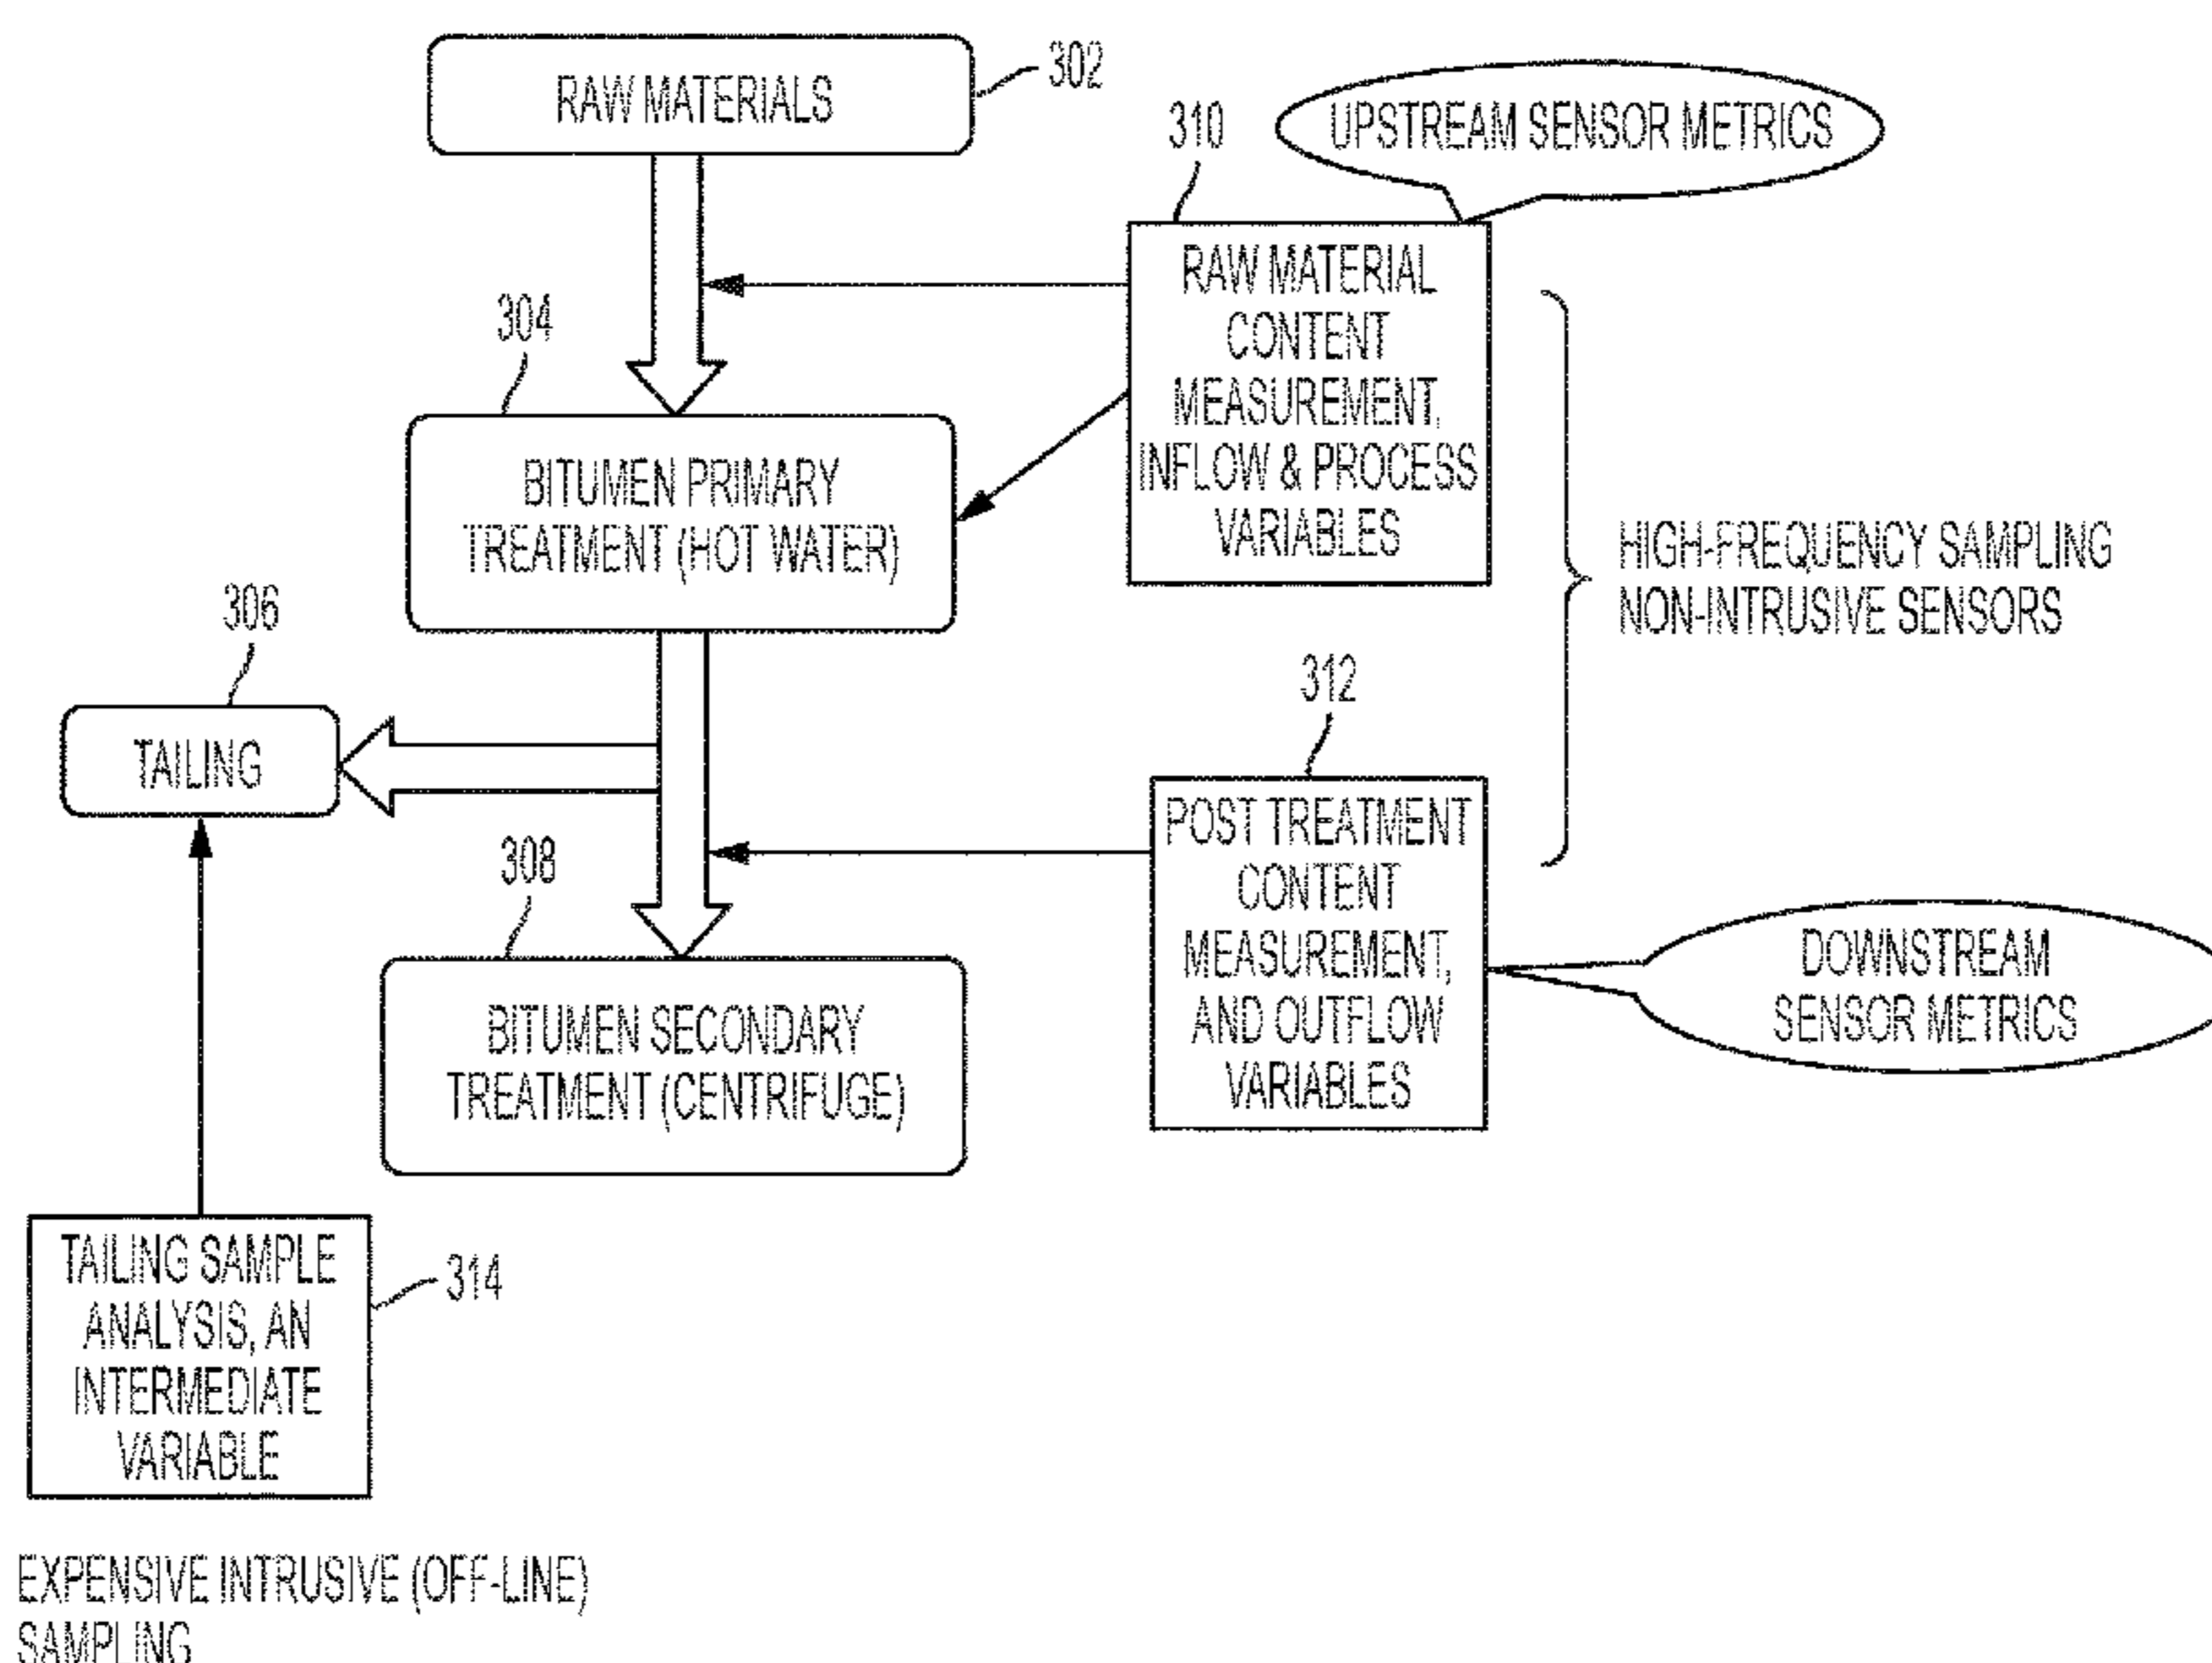 RAW MATERIALS
302
310
UPSTREAM SENSOR METRICS
RAW MATERIAL
CONTENT
MEASUREMENT,
INFLOW & PROCESS
VARIABLES
304
BITUMEN PRIMARY
TREATMENT (HOT WATER)
HIGH-FREQUENCY SAMPLING
NON-INTRUSIVE SENSORS
306
TAILING
312
POST TREATMENT
CONTENT
MEASUREMENT,
AND OUTFLOW
VARIABLES
308
BITUMEN SECONDARY
TREATMENT (CENTRIFUGE)
DOWNSTREAM
SENSOR METRICS
TAILING SAMPLE
ANALYSIS, AN
INTERMEDIATE
VARIABLE
314
EXPENSIVE INTRUSIVE (OFF-LINE)
SAMPLING